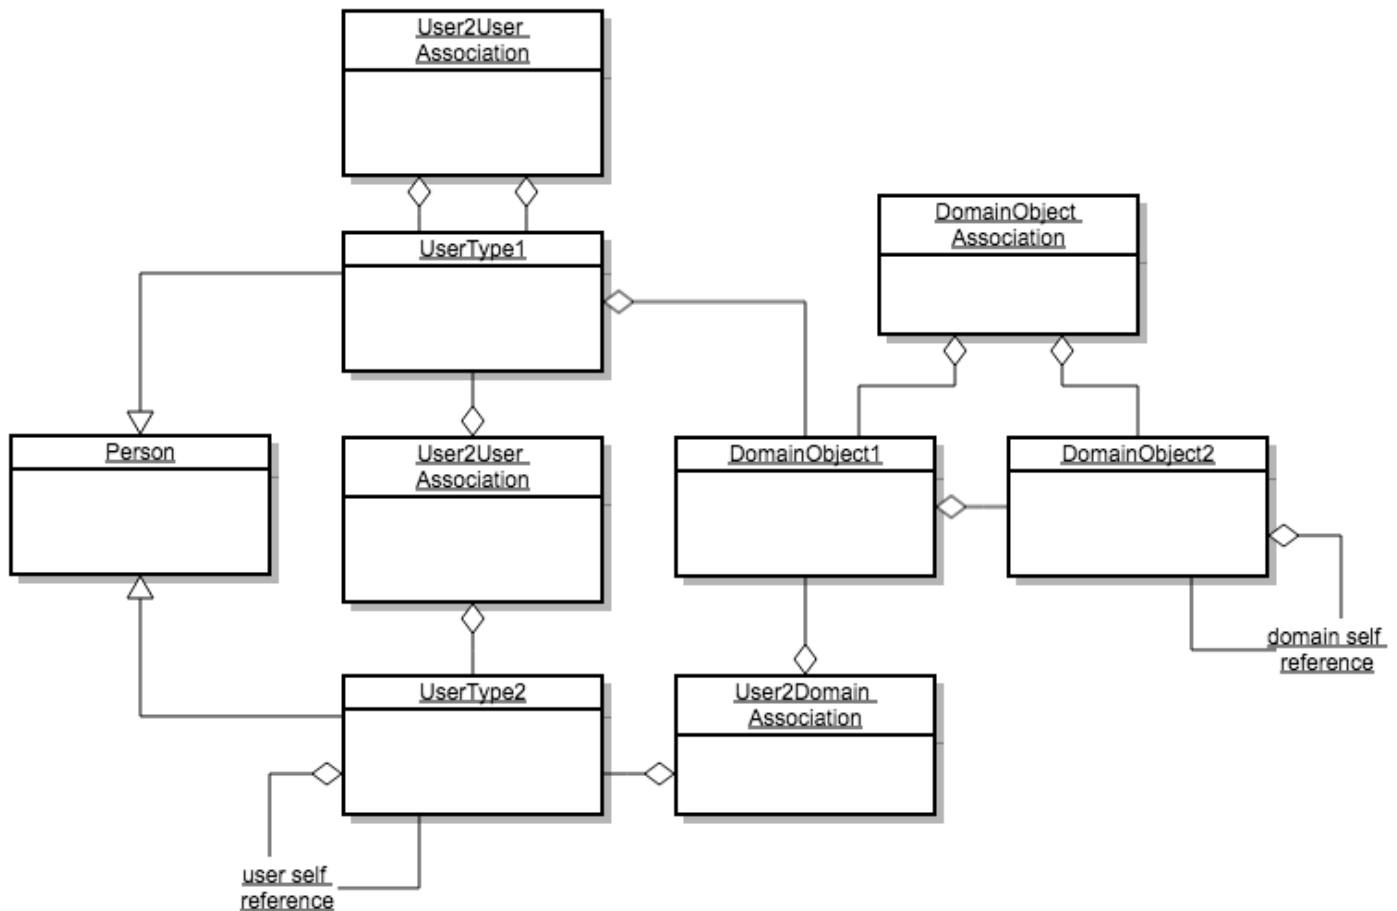 User2User
Association
UserType1
DomainObject
Association
Person
User2User
Association
DomainObject1
DomainObject2
UserType2
User2Domain
Association
domain self
reference
user self
reference